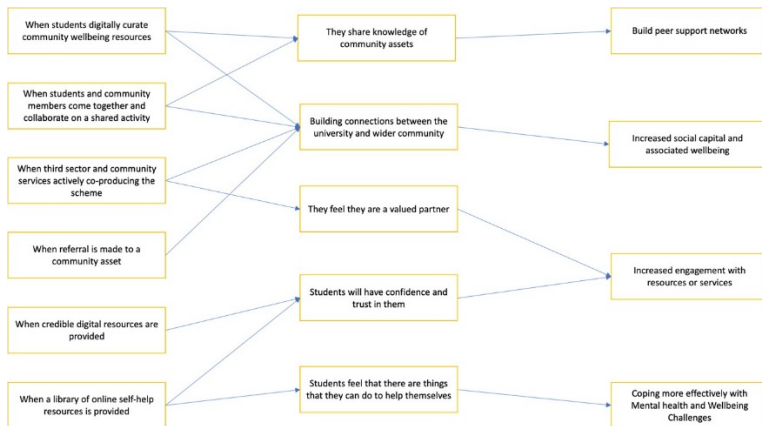 When students digitally curate
community wellbeing resources
They share knowledge of
community assets
Build peer support networks
When students and community
members come together and
collaborate on a shared activity
Building connections between the
university and wider community
Increased social capital and
associated wellbeing
When third sector and community
services actively co-producing the
scheme
They feel they are a valued partner
When referral is made to a
community asset
Increased engagement with
resources or services
Students will have confidence and
trust in them
When credible digital resources are
provided
When a library of online self-help
resources is provided
Students feel that there are things
that they can do to help themselves
Coping more effectively with
Mental health and Wellbeing
Challenges